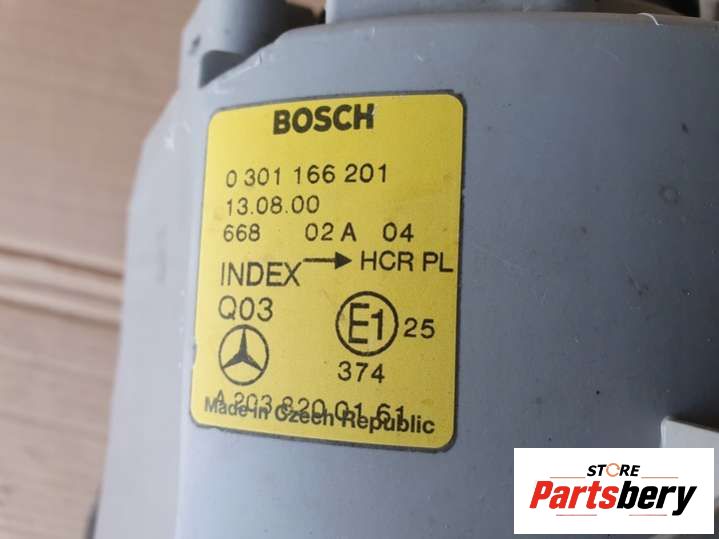 BOSCH
0 301 166 201
13.08.00
668 02 A 04
INDEX → HCR PL
Q03
E1 25
374
A 203 820 01 61
Made in Czech Republic
STORE
Partsbery